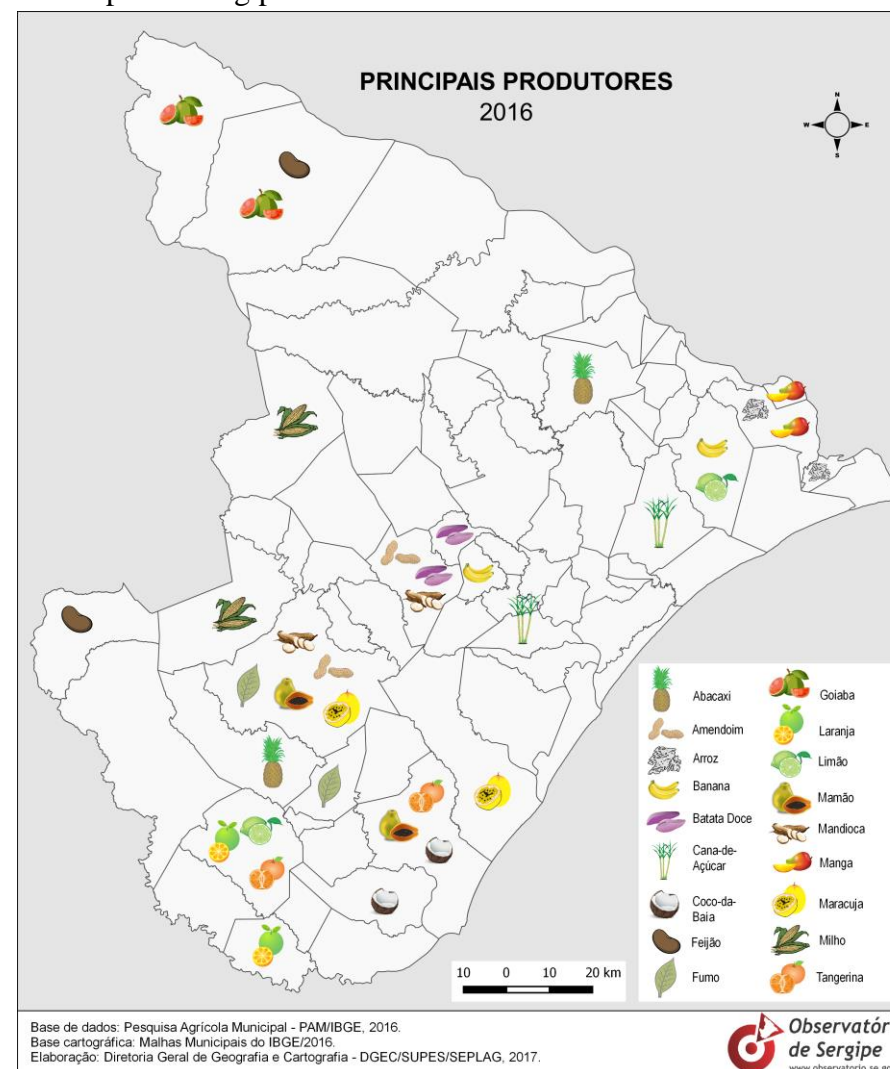 PRINCIPAIS PRODUTORES
2016
N
W
E
S
Abacaxi
Amendoim
Arroz
Banana
Batata Doce
Cana-de-
Açúcar
Coco-da-
Baia
Feijão
Fumo
Goiaba
Laranja
Limão
Mamão
Mandioca
Manga
Maracuja
Milho
Tangerina
10 0 10 20 km
Base de dados: Pesquisa Agrícola Municipal - PAM/IBGE, 2016.
Base cartográfica: Malhas Municipais do IBGE/2016.
Elaboração: Diretoria Geral de Geografia e Cartografia - DGEC/SUPES/SEPLAG, 2017.
Observatór
de Sergipe